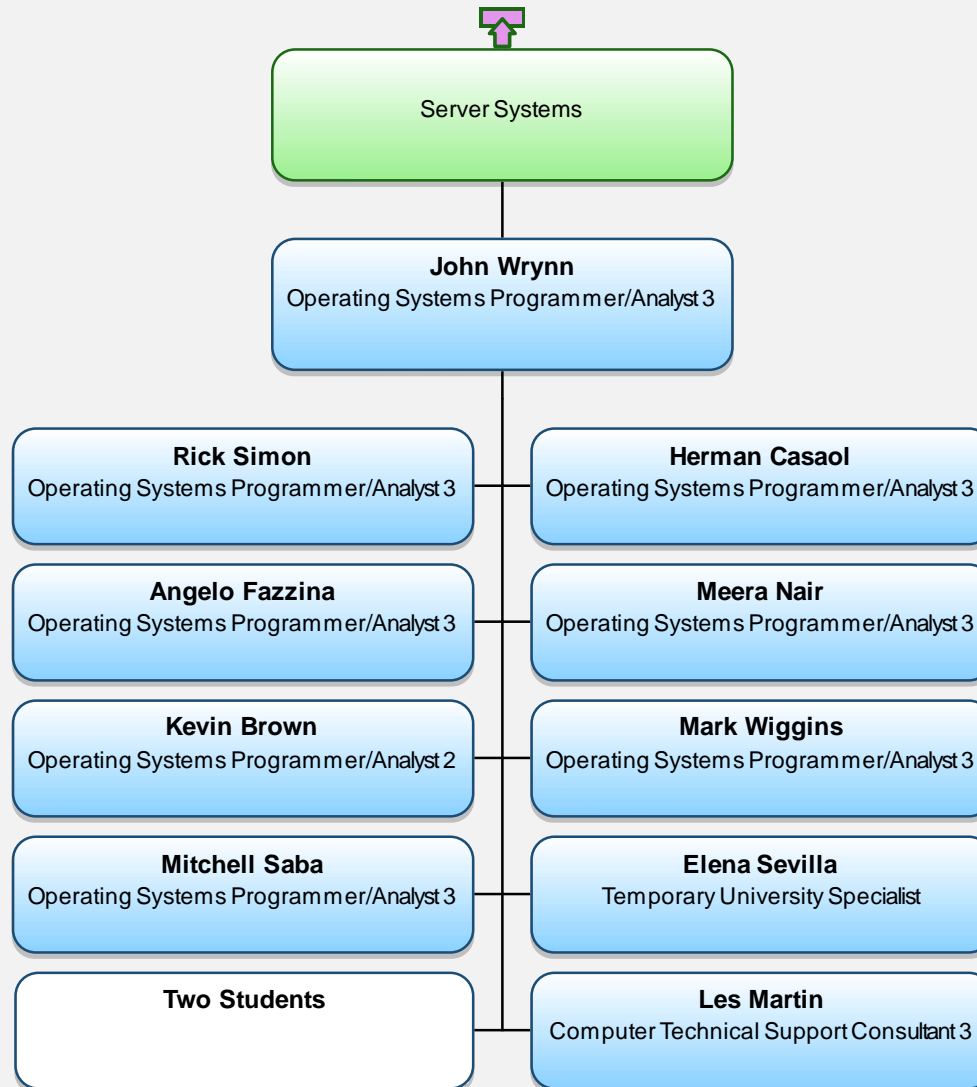 Server Systems
John Wrynn
Operating Systems Programmer/Analyst 3
Rick Simon
Operating Systems Programmer/Analyst 3
Herman Casaol
Operating Systems Programmer/Analyst 3
Angelo Fazzina
Operating Systems Programmer/Analyst 3
Meera Nair
Operating Systems Programmer/Analyst 3
Kevin Brown
Operating Systems Programmer/Analyst 2
Mark Wiggins
Operating Systems Programmer/Analyst 3
Mitchell Saba
Operating Systems Programmer/Analyst 3
Elena Sevilla
Temporary University Specialist
Two Students
Les Martin
Computer Technical Support Consultant 3